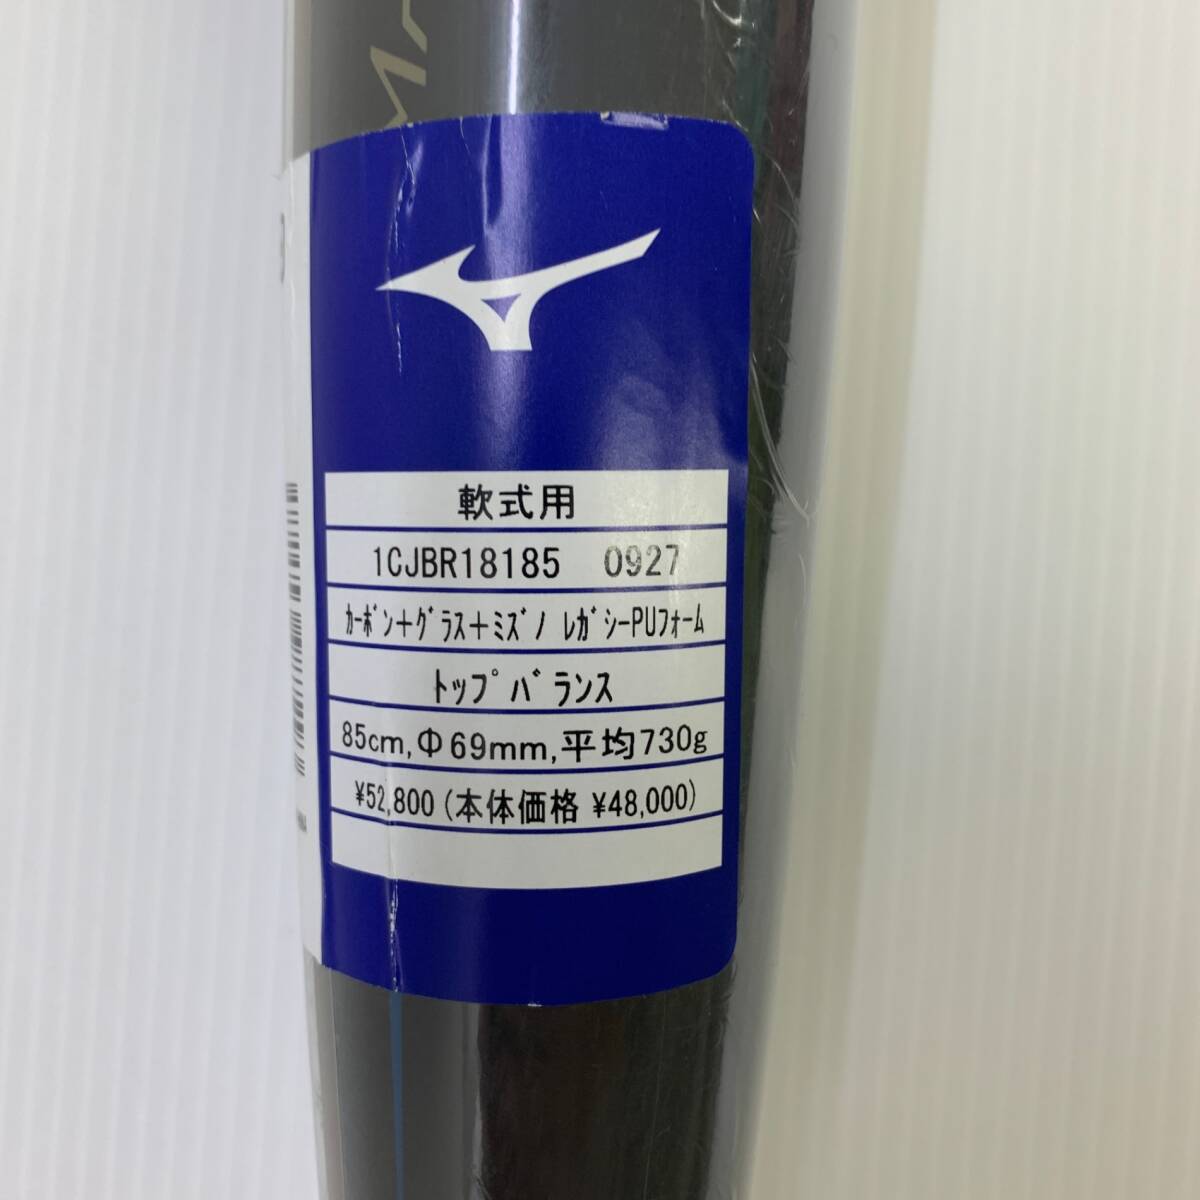 軟式用
1CJBR18185 0927
ｶｰﾎﾞﾝ+ｸﾞﾗｽ+ﾐｽﾞﾉ ﾚｶﾞｼｰPUﾌｫｰﾑ
ﾄｯﾌﾟﾊﾞﾗﾝｽ
85cm,Φ69mm,平均730g
¥52,800(本体価格 ¥48,000)